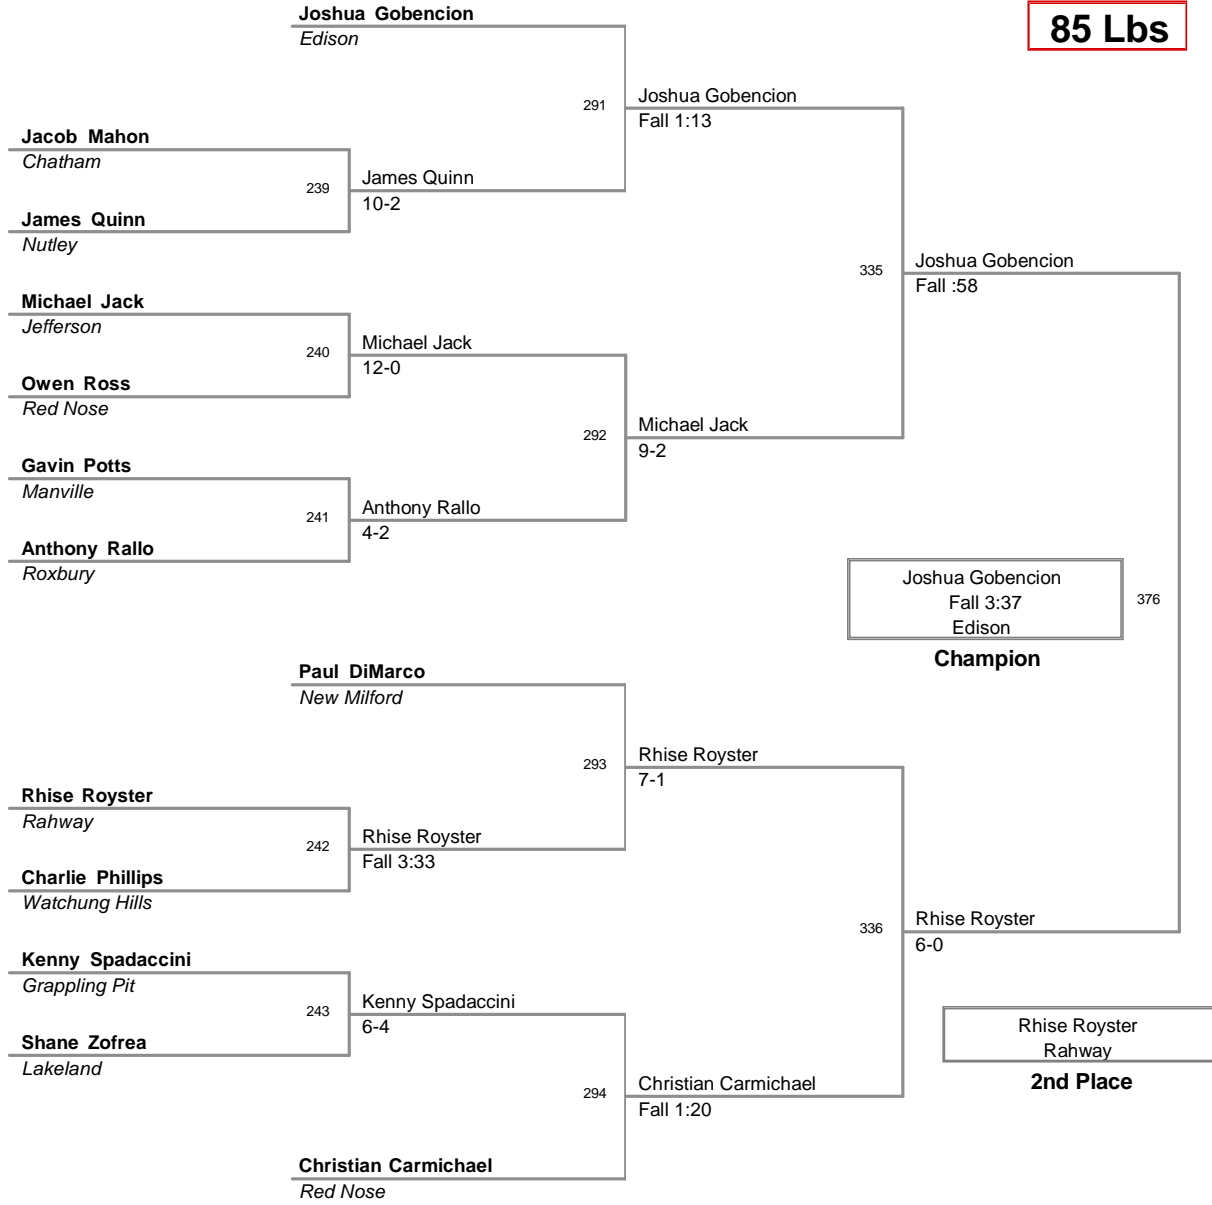 Joshua Gobencion
Edison
85 Lbs
291
Joshua Gobencion
Fall 1:13
Jacob Mahon
Chatham
239
James Quinn
10-2
James Quinn
Nutley
335
Joshua Gobencion
Fall :58
Michael Jack
Jefferson
240
Michael Jack
12-0
Owen Ross
Red Nose
292
Michael Jack
9-2
Gavin Potts
Manville
241
Anthony Rallo
4-2
Anthony Rallo
Roxbury
Joshua Gobencion
Fall 3:37
Edison
376
Champion
Paul DiMarco
New Milford
293
Rhise Royster
7-1
Rhise Royster
Rahway
242
Rhise Royster
Fall 3:33
Charlie Phillips
Watchung Hills
336
Rhise Royster
6-0
Kenny Spadaccini
Grappling Pit
243
Kenny Spadaccini
6-4
Shane Zofrea
Lakeland
Rhise Royster
Rahway
2nd Place
294
Christian Carmichael
Fall 1:20
Christian Carmichael
Red Nose